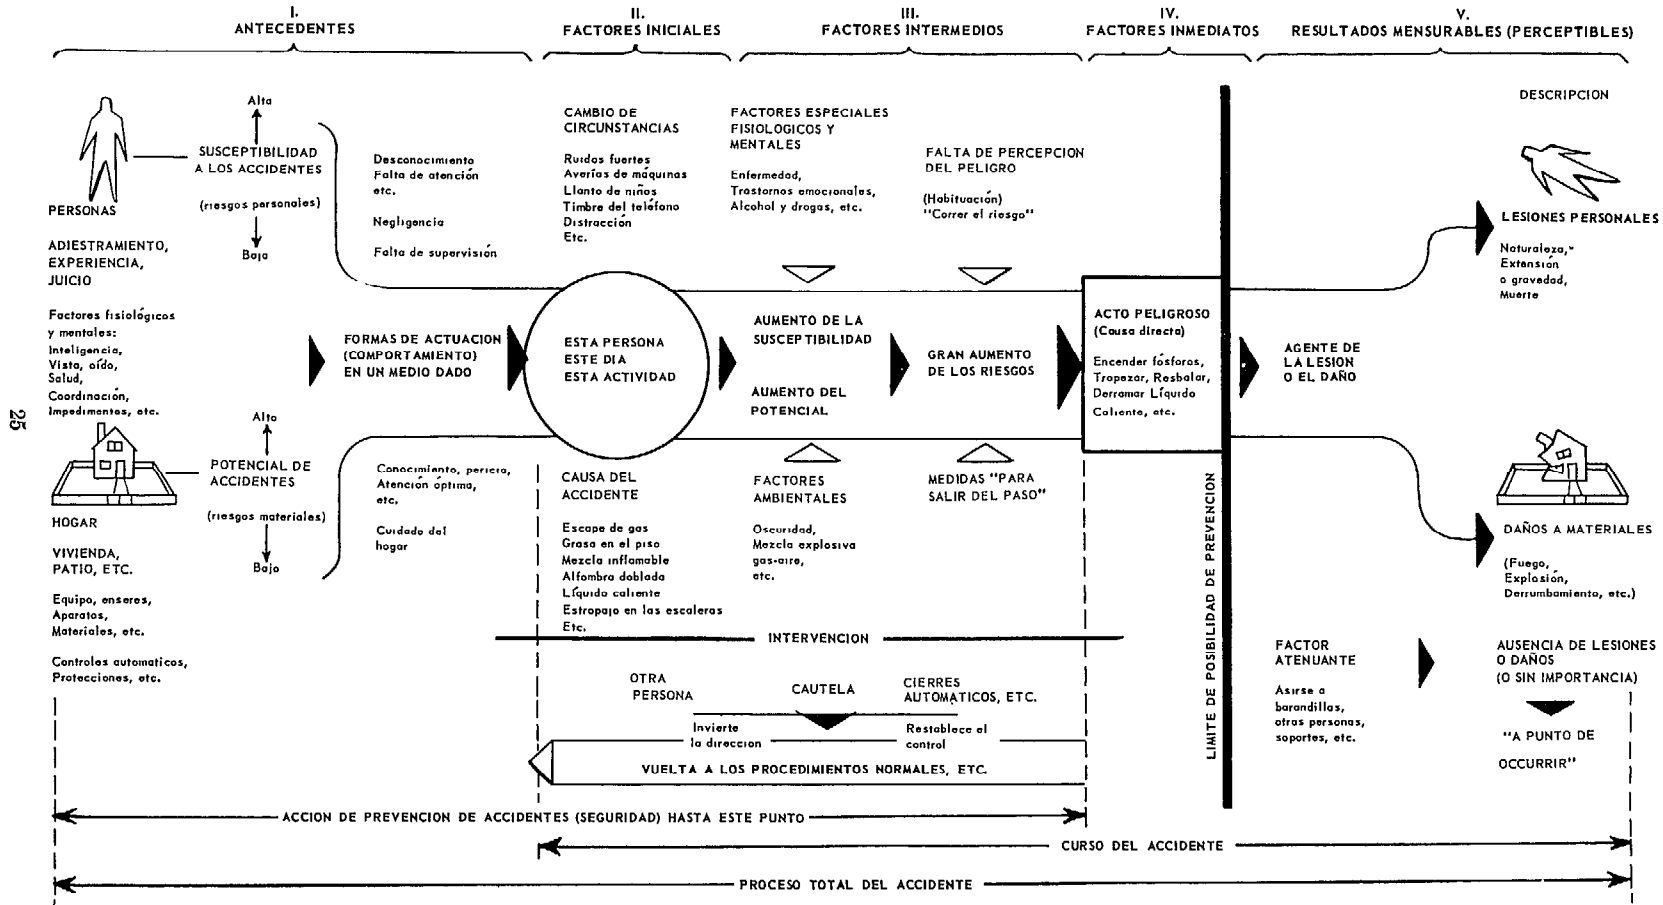 I.
ANTECEDENTES
II.
FACTORES INICIALES
III.
FACTORES INTERMEDIOS
IV.
FACTORES INMEDIATOS
V.
RESULTADOS MENSURABLES (PERCEPTIBLES)
Alta
SUSCEPTIBILIDAD
A LOS ACCIDENTES
(riesgos personales)
Baja
PERSONAS
ADIESTRAMIENTO,
EXPERIENCIA,
JUICIO
Factores fisiológicos
y mentales:
Inteligencia,
Vista, oído,
Salud,
Coordinación,
Impedimentos, etc.
Desconocimiento
Falta de atención
etc.
Negligencia
Falta de supervisión
FORMAS DE ACTUACION
(COMPORTAMIENTO)
EN UN MEDIO DADO
Alto
POTENCIAL DE
ACCIDENTES
(riesgos materiales)
Bajo
HOGAR
VIVIENDA,
PATIO, ETC.
Equipo, enseres,
Aparatos,
Materiales, etc.
Controles automaticos,
Protecciones, etc.
Conocimiento, pericia,
Atención óptima,
etc.
Cuidado del
hogar
CAMBIO DE
CIRCUNSTANCIAS
Ruidos fuertes
Averías de máquinas
Llanto de niños
Timbre del teléfono
Distracción
Etc.
ESTA PERSONA
ESTE DIA
ESTA ACTIVIDAD
CAUSA DEL
ACCIDENTE
Escape de gas
Grasa en el piso
Mezcla inflamable
Alfombra doblada
Líquido caliente
Estropajo en las escaleras
Etc.
FACTORES ESPECIALES
FISIOLOGICOS Y
MENTALES
Enfermedad,
Trastornos emocionales,
Alcohol y drogas, etc.
FALTA DE PERCEPCION
DEL PELIGRO
(Habituación)
"Correr el riesgo"
AUMENTO DE LA
SUSCEPTIBILIDAD
AUMENTO DEL
POTENCIAL
GRAN AUMENTO
DE LOS RIESGOS
FACTORES
AMBIENTALES
Oscuridad,
Mezcla explosiva
gas-aire,
etc.
MEDIDAS "PARA
SALIR DEL PASO"
ACTO PELIGROSO
(Causa directa)
Encender fósforos,
Tropezar, Resbalar,
Derramar Líquido
Caliente, etc.
LIMITE DE POSIBILIDAD DE PREVENCION
AGENTE DE
LA LESION
O EL DAÑO
DESCRIPCION
LESIONES PERSONALES
Naturaleza,
Extensión
o gravedad,
Muerte
DAÑOS A MATERIALES
(Fuego,
Explosión,
Derrumbamiento, etc.)
INTERVENCION
OTRA
PERSONA
CAUTELA
CIERRES
AUTOMATICOS, ETC.
Invierte
la direccion
Restablece el
control
VUELTA A LOS PROCEDIMIENTOS NORMALES, ETC.
FACTOR
ATENUANTE
Asirse a
barandillas,
otras personas,
soportes, etc.
AUSENCIA DE LESIONES
O DAÑOS
(O SIN IMPORTANCIA)
"A PUNTO DE
OCCURRIR"
ACCION DE PREVENCION DE ACCIDENTES (SEGURIDAD) HASTA ESTE PUNTO
CURSO DEL ACCIDENTE
PROCESO TOTAL DEL ACCIDENTE
25